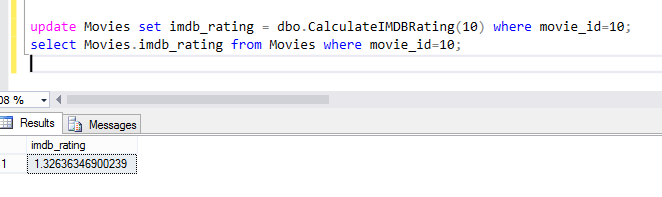 update Movies set imdb_rating = dbo.CalculateIMDBRating(10) where movie_id=10;
select Movies.imdb_rating from Movies where movie_id=10;
08 %
Results Messages
imdb_rating
1 1.32636346900239